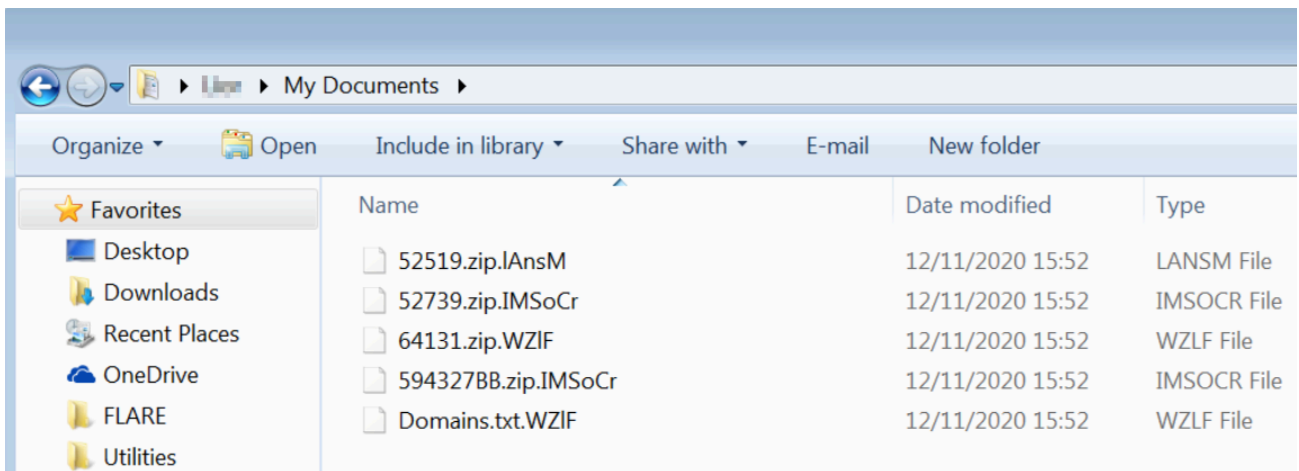 My Documents
Organize Open Include in library Share with E-mail New folder
Favorites Name Date modified Type
Desktop 52519.zip.lAnsM 12/11/2020 15:52 LANSM File
Downloads 52739.zip.IMSoCr 12/11/2020 15:52 IMSOCR File
Recent Places 64131.zip.WZlF 12/11/2020 15:52 WZLF File
OneDrive 594327BB.zip.IMSoCr 12/11/2020 15:52 IMSOCR File
FLARE Domains.txt.WZlF 12/11/2020 15:52 WZLF File
Utilities